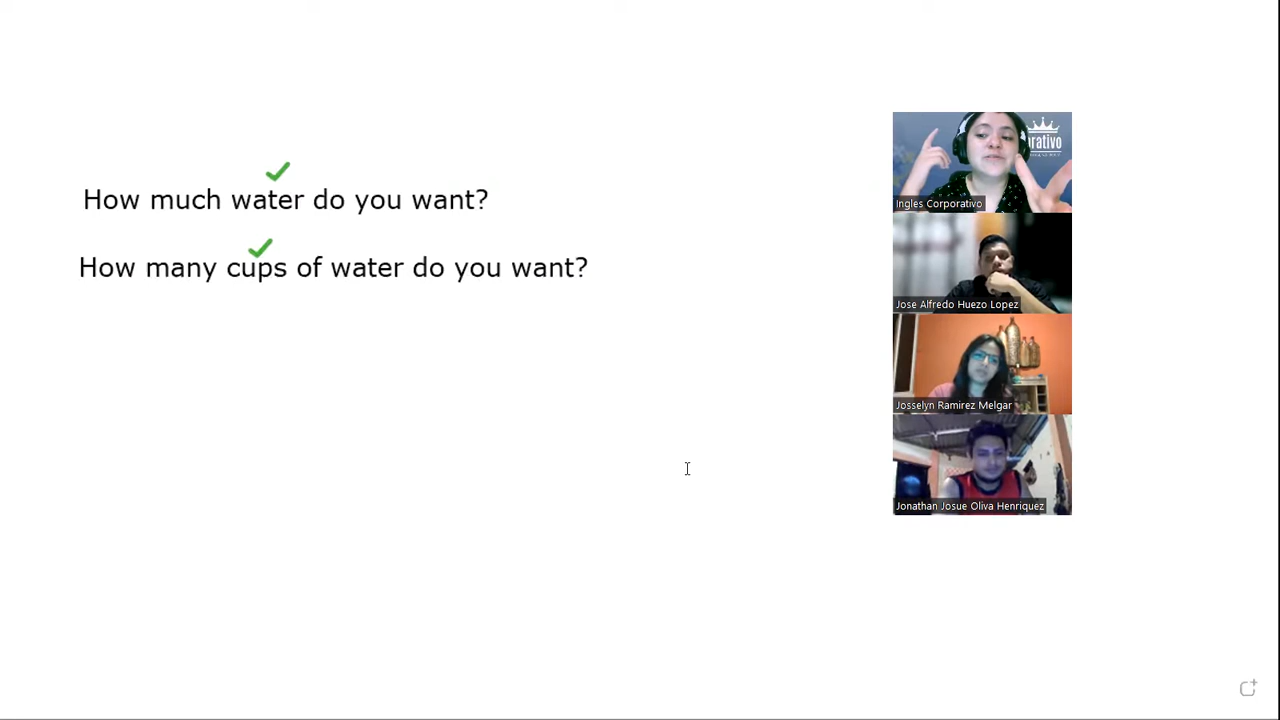 How much water do you want?
How many cups of water do you want?
rativo
Ingles Corporativo
Jose Alfredo Huezo Lopez
Josselyn Ramirez Melgar
Jonathan Josue Oliva Henriquez